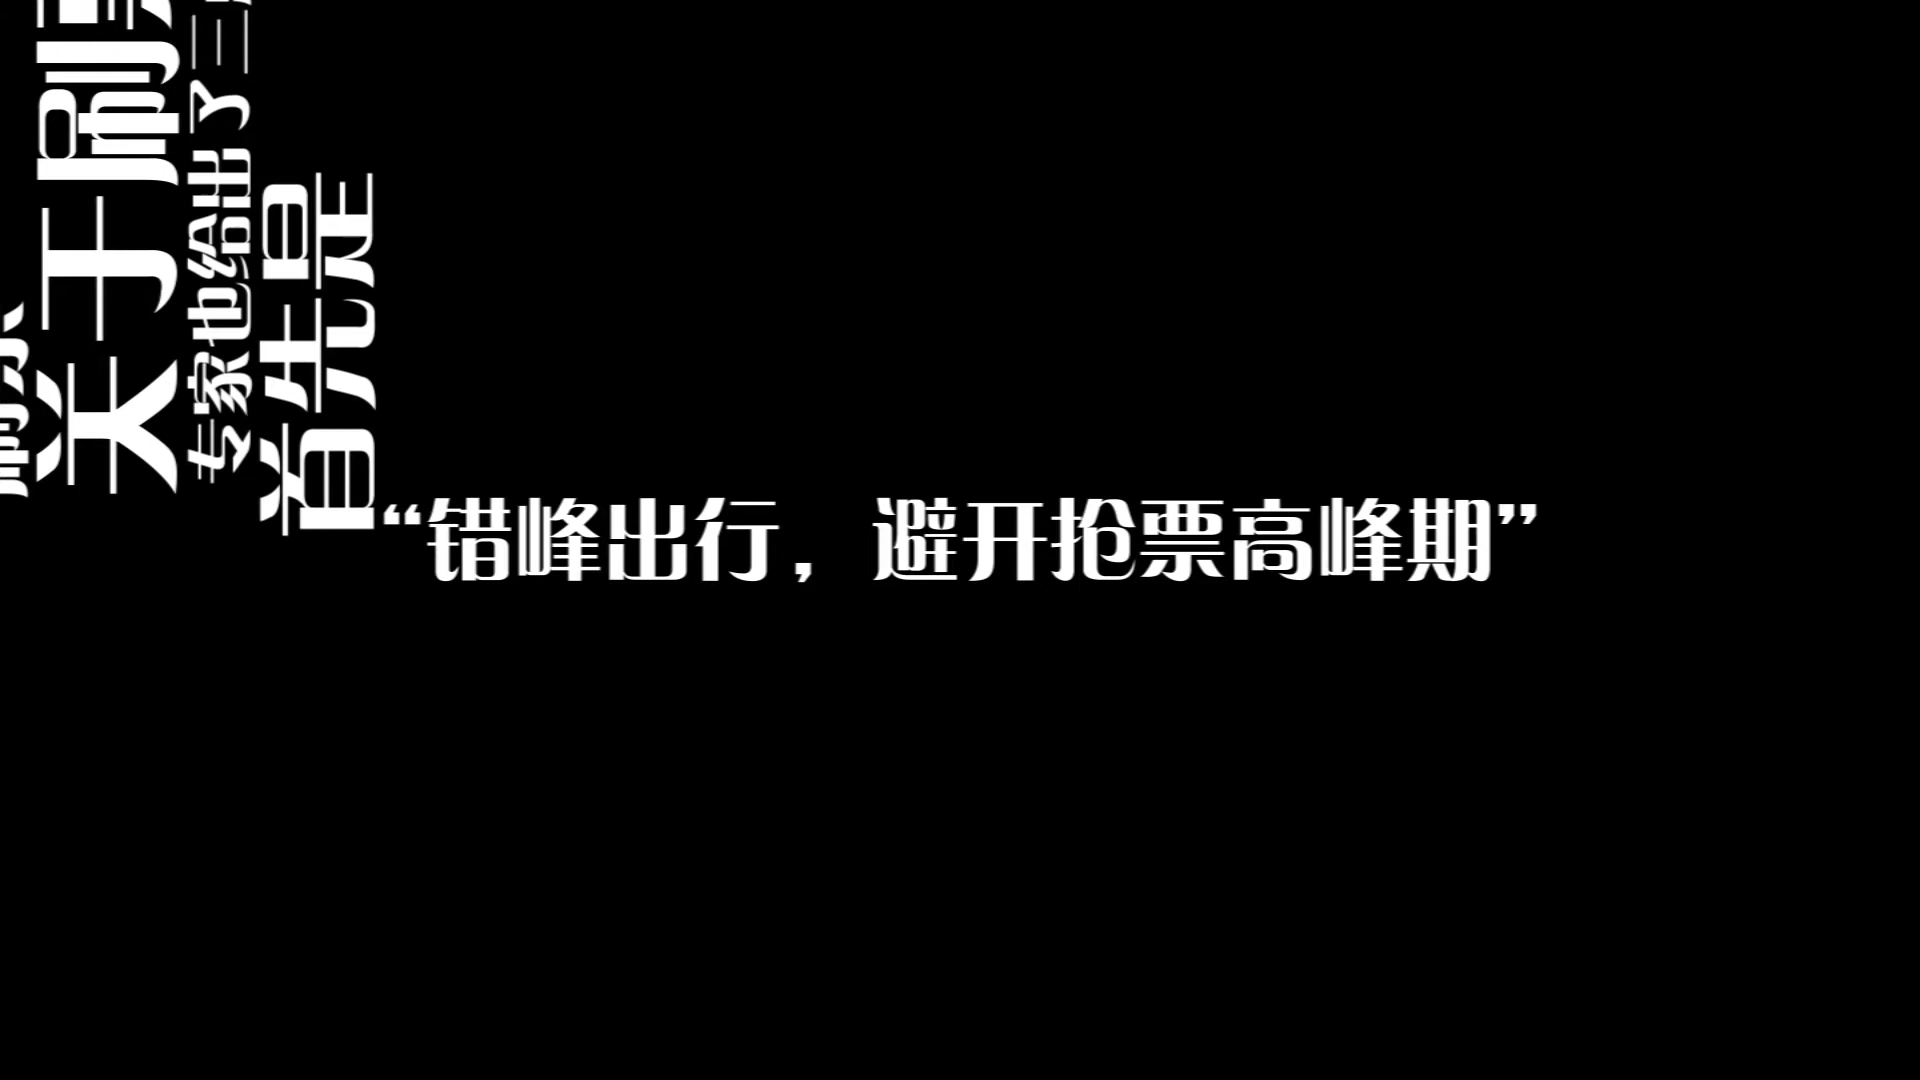 关于刷
专家也给出了三
首先是
“错峰出行，避开抢票高峰期”